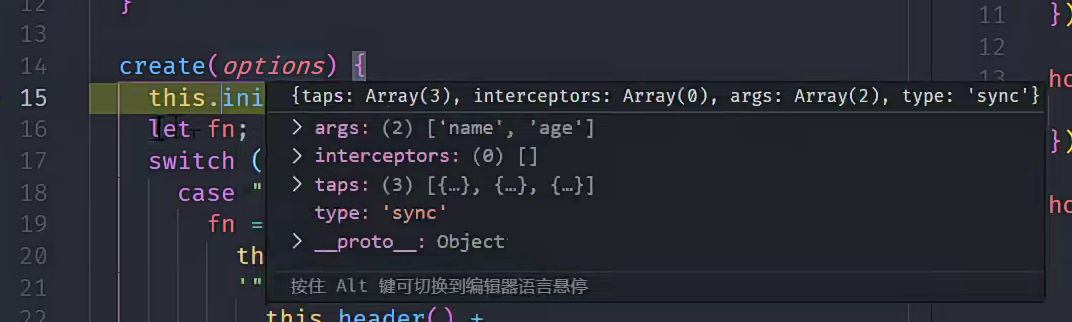 12 }
13
14 create(options) {
15 this.ini
16 let fn;
17 switch (
18 case "
19 fn =
20 th
21 '"
22 this.header() +
{taps: Array(3), interceptors: Array(0), args: Array(2), type: 'sync'}
> args: (2) ['name', 'age']
> interceptors: (0) []
> taps: (3) [{…}, {…}, {…}]
type: 'sync'
> __proto__: Object
按住 Alt 键可切换到编辑器语言悬停
11 })
12
13 ho
})
ho